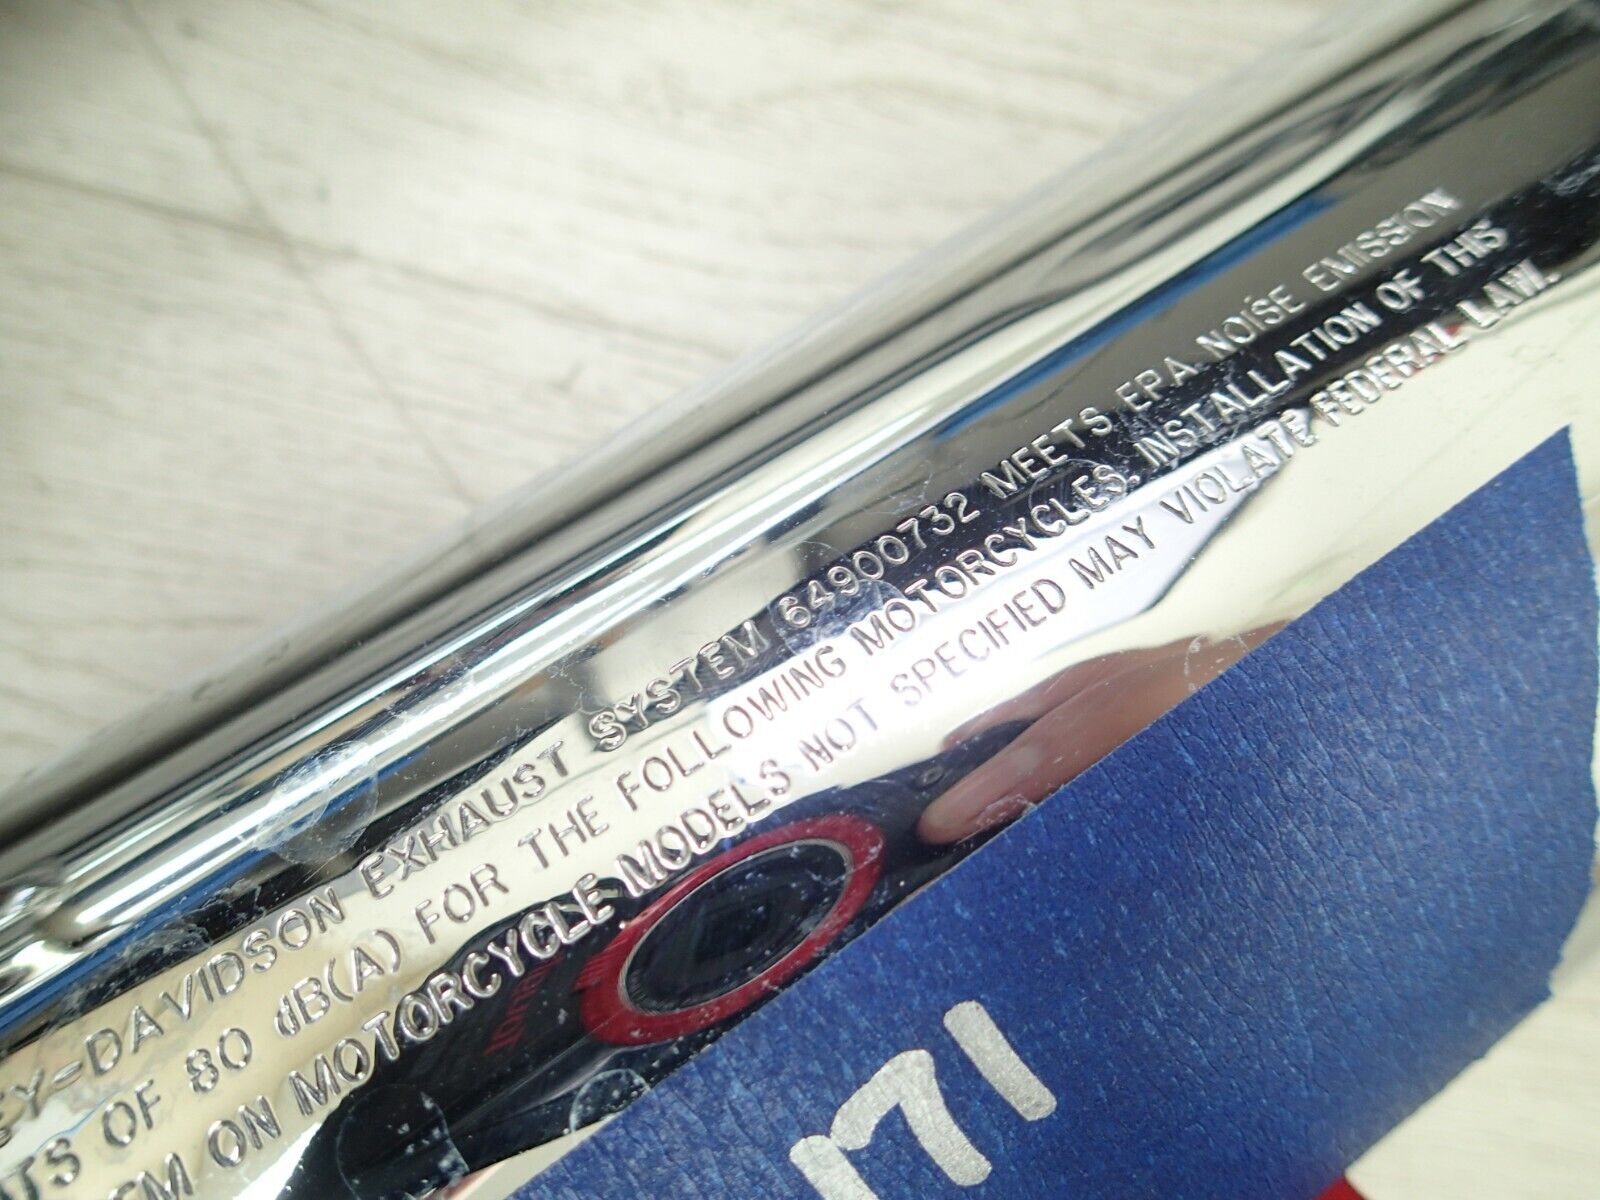 EY-DAVIDSON EXHAUST SYSTEM 64900732 MEETS EPA NOISE EMISSION
TS OF 80 dB(A) FOR THE FOLLOWING MOTORCYCLES. INSTALLATION OF THIS
EM ON MOTORCYCLE MODELS NOT SPECIFIED MAY VIOLATE FEDERAL LAW.